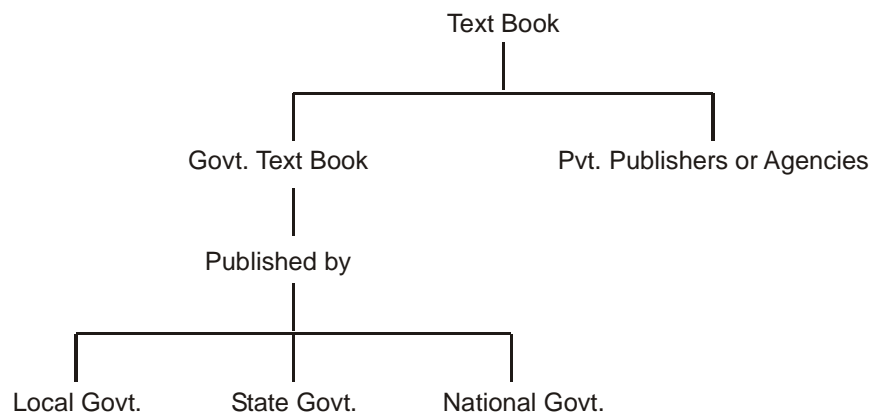 Text Book
Govt. Text Book Pvt. Publishers or Agencies
Published by
Local Govt. State Govt. National Govt.